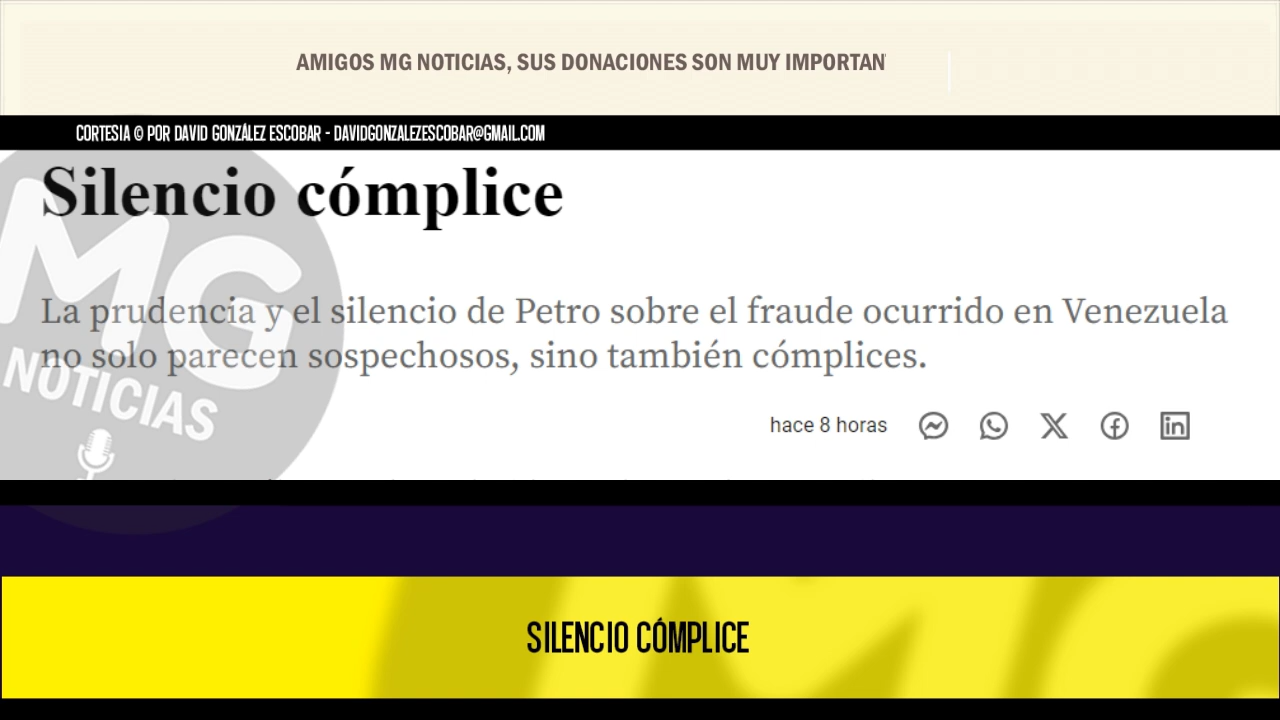 AMIGOS MG NOTICIAS, SUS DONACIONES SON MUY IMPORTAN
CORTESIA © POR DAVID GONZÁLEZ ESCOBAR - DAVIDGONZALEZESCOBAR@GMAIL.COM
Silencio cómplice
La prudencia y el silencio de Petro sobre el fraude ocurrido en Venezuela
no solo parecen sospechosos, sino también cómplices.
MG
NOTICIAS
hace 8 horas
SILENCIO CÓMPLICE